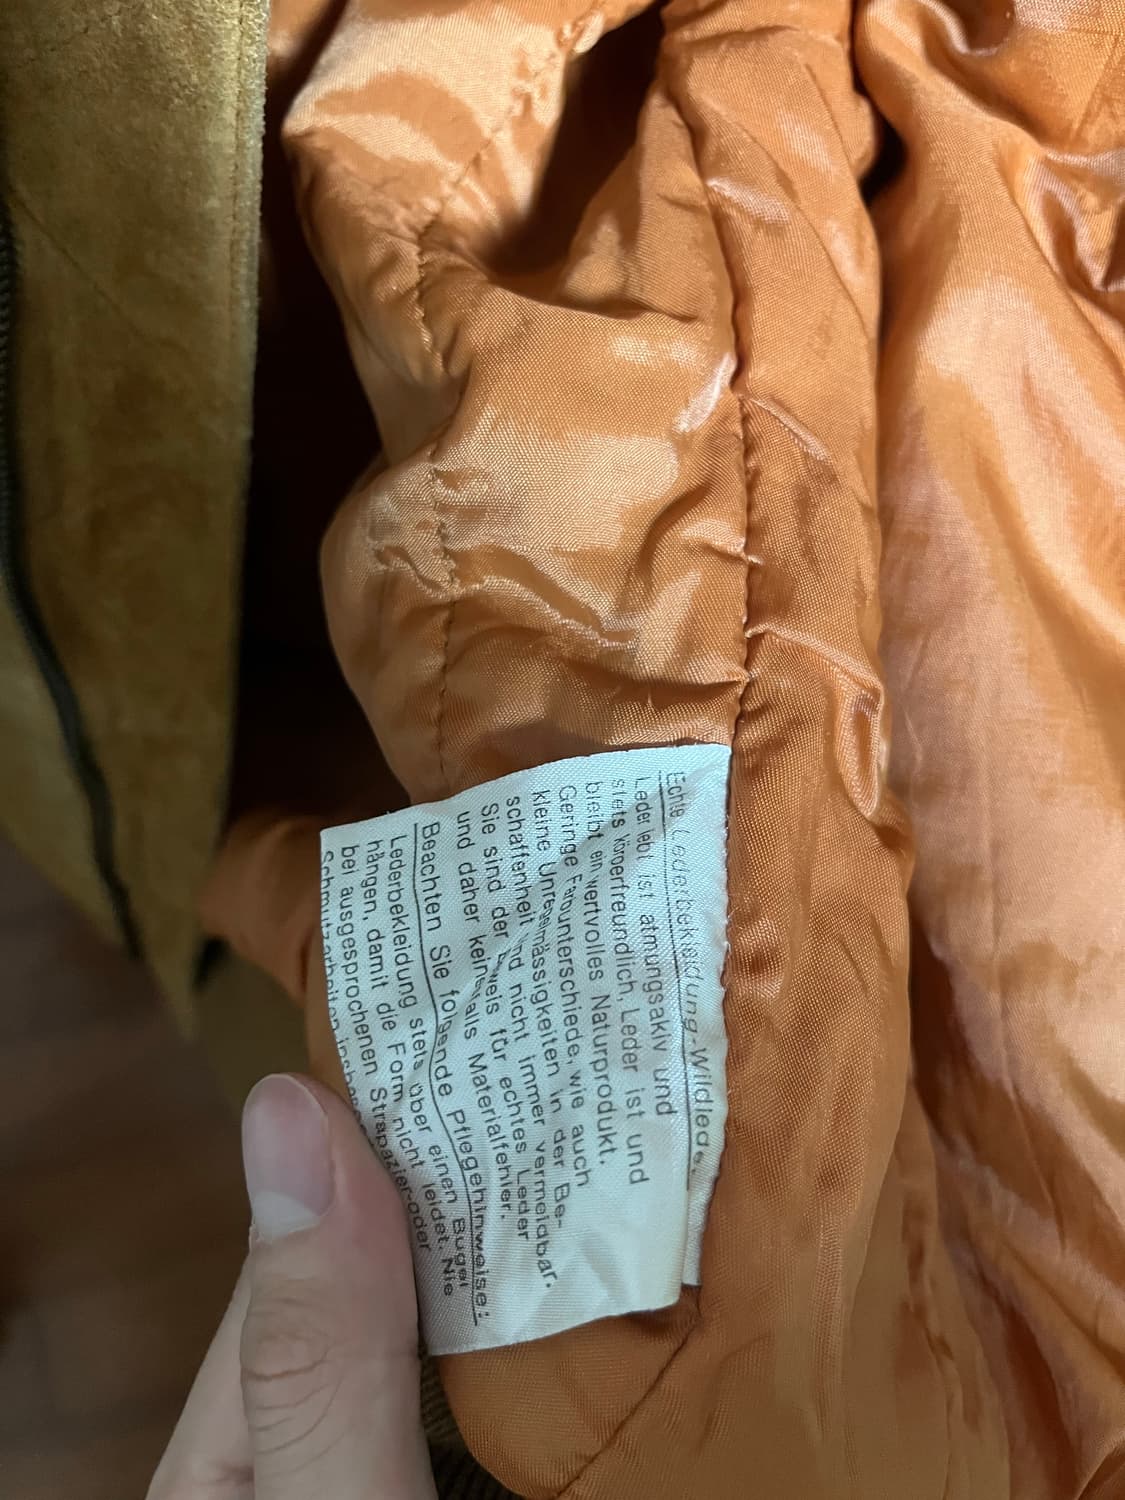 Echte Lederbekleidung-Wildleder
Leder lebt ist atmungsakiv und
stets körperfreundlich, Leder ist und
bleibt ein wertvolles Naturprodukt.
Geringe Farbunterschiede, wie auch
kleine Unregelmässigkeiten in der Be-
schaffenheit ind nicht immer vermeidbar.
Sie sind der Beweis für echtes Leder
und daher keinesfalls Materialfehler.
Beachten Sie folgende Pflegehinweise:
Lederbekleidung stets über einen Bügel
hängen, damit die Form nicht leidet. Nie
bei ausgesprochenen Strapazier-oder
Schmutzarbeiten